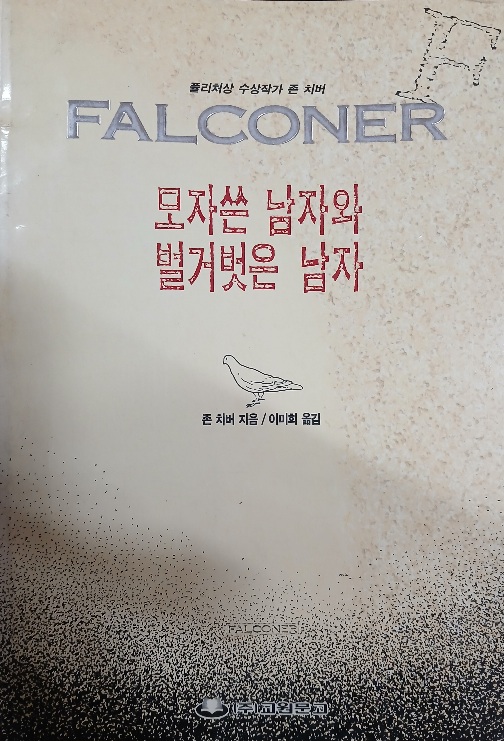 퓰리처상 수상작가 존 치버
FALCONER
모자쓴 남자와
벌거벗은 남자
존 치버 지음 / 이미회 옮김
FALCONER
(주)교원문고